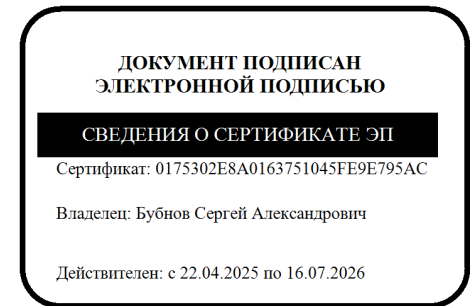 ДОКУМЕНТ ПОДПИСАН
ЭЛЕКТРОННОЙ ПОДПИСЬЮ
СВЕДЕНИЯ О СЕРТИФИКАТЕ ЭП
Сертификат: 0175302E8A0163751045FE9E795AC
Владелец: Бубнов Сергей Александрович
Действителен: с 22.04.2025 по 16.07.2026